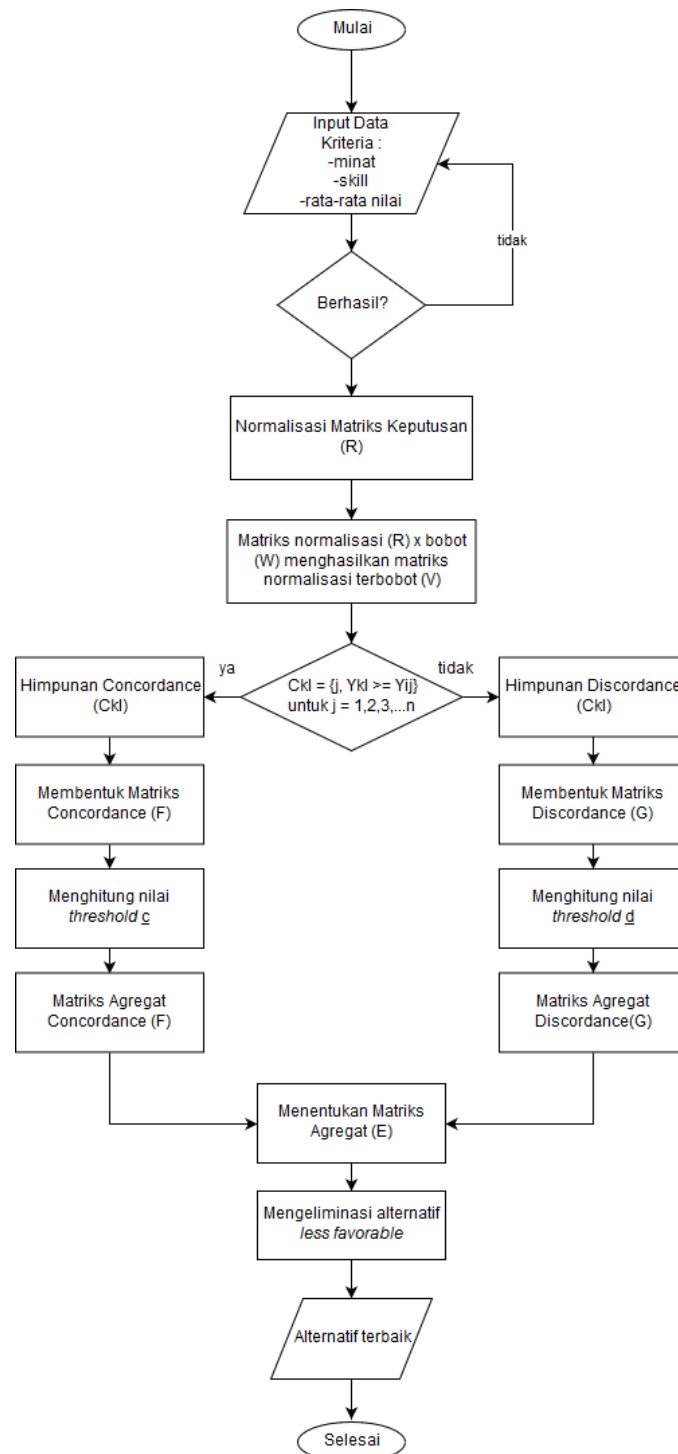 Mulai
Input Data
Kriteria :
-minat
-skill
-rata-rata nilai
tidak
Berhasil?
Normalisasi Matriks Keputusan
(R)
Matriks normalisasi (R) x bobot
(W) menghasilkan matriks
normalisasi terbobot (V)
ya
tidak
Ckl = {j, Ykl >= Yij}
untuk j = 1,2,3,...n
Himpunan Concordance
(Ckl)
Himpunan Discordance
(Ckl)
Membentuk Matriks
Concordance (F)
Membentuk Matriks
Discordance (G)
Menghitung nilai
threshold c
Menghitung nilai
threshold d
Matriks Agregat
Concordance (F)
Matriks Agregat
Discordance(G)
Menentukan Matriks
Agregat (E)
Mengeliminasi alternatif
less favorable
Alternatif terbaik
Selesai